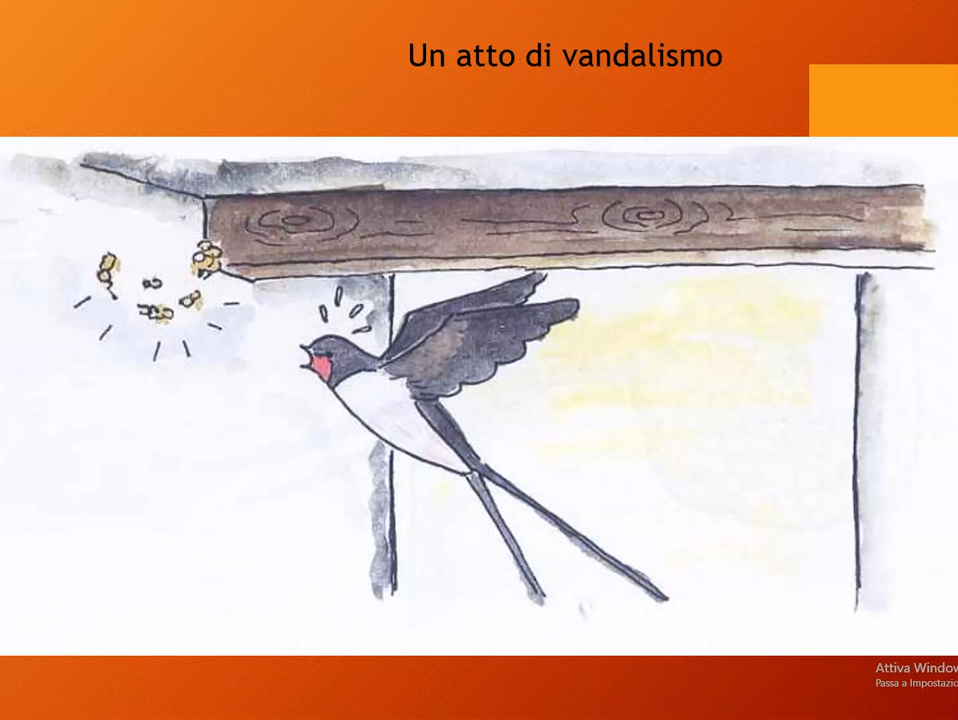 Un atto di vandalismo
Attiva Window
Passa a Impostazio